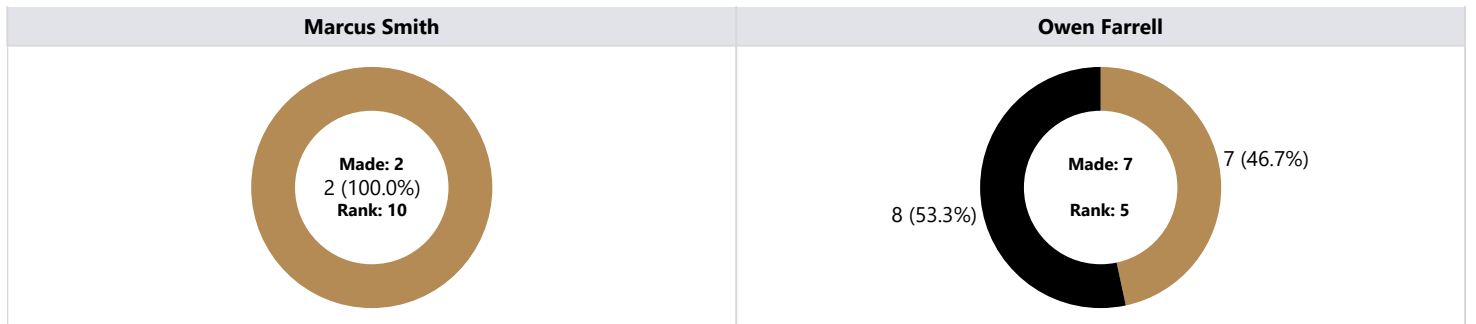 Marcus Smith
Made: 2
2 (100.0%)
Rank: 10
Owen Farrell
Made: 7
7 (46.7%)
8 (53.3%)
Rank: 5